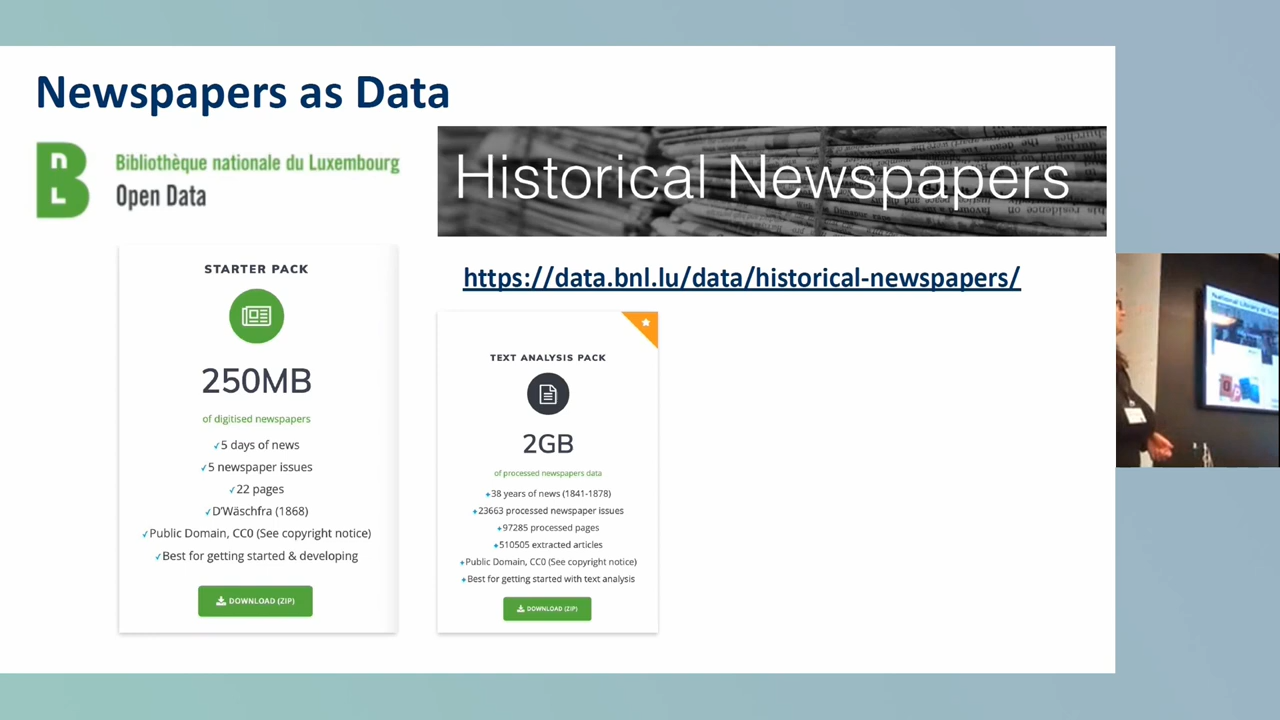 Newspapers as Data
Bibliothèque nationale du Luxembourg
Open Data
Historical Newspapers
https://data.bnl.lu/data/historical-newspapers/
STARTER PACK
250MB
of digitised newspapers
✓5 days of news
✓5 newspaper issues
✓22 pages
✓D'Wäschfra (1868)
✓Public Domain, CC0 (See copyright notice)
✓Best for getting started & developing
DOWNLOAD (ZIP)
TEXT ANALYSIS PACK
2GB
of processed newspapers data
38 years of news (1841-1878)
23663 processed newspaper issues
97285 processed pages
510505 extracted articles
Public Domain, CC0 (See copyright notice)
Best for getting started with text analysis
DOWNLOAD (ZIP)
National Library of